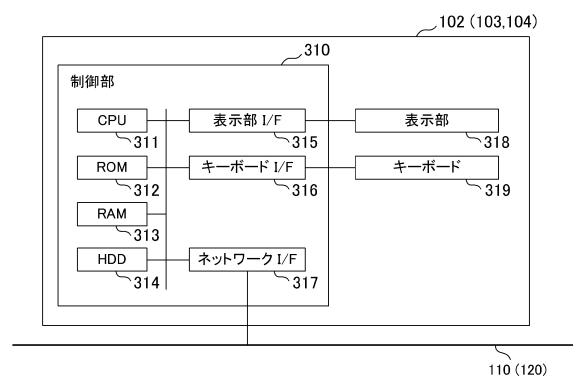 102 (103,104)
310
制御部
CPU
311
表示部 I/F
315
表示部
318
ROM
312
キーボード I/F
316
キーボード
319
RAM
313
HDD
314
ネットワーク I/F
317
110 (120)